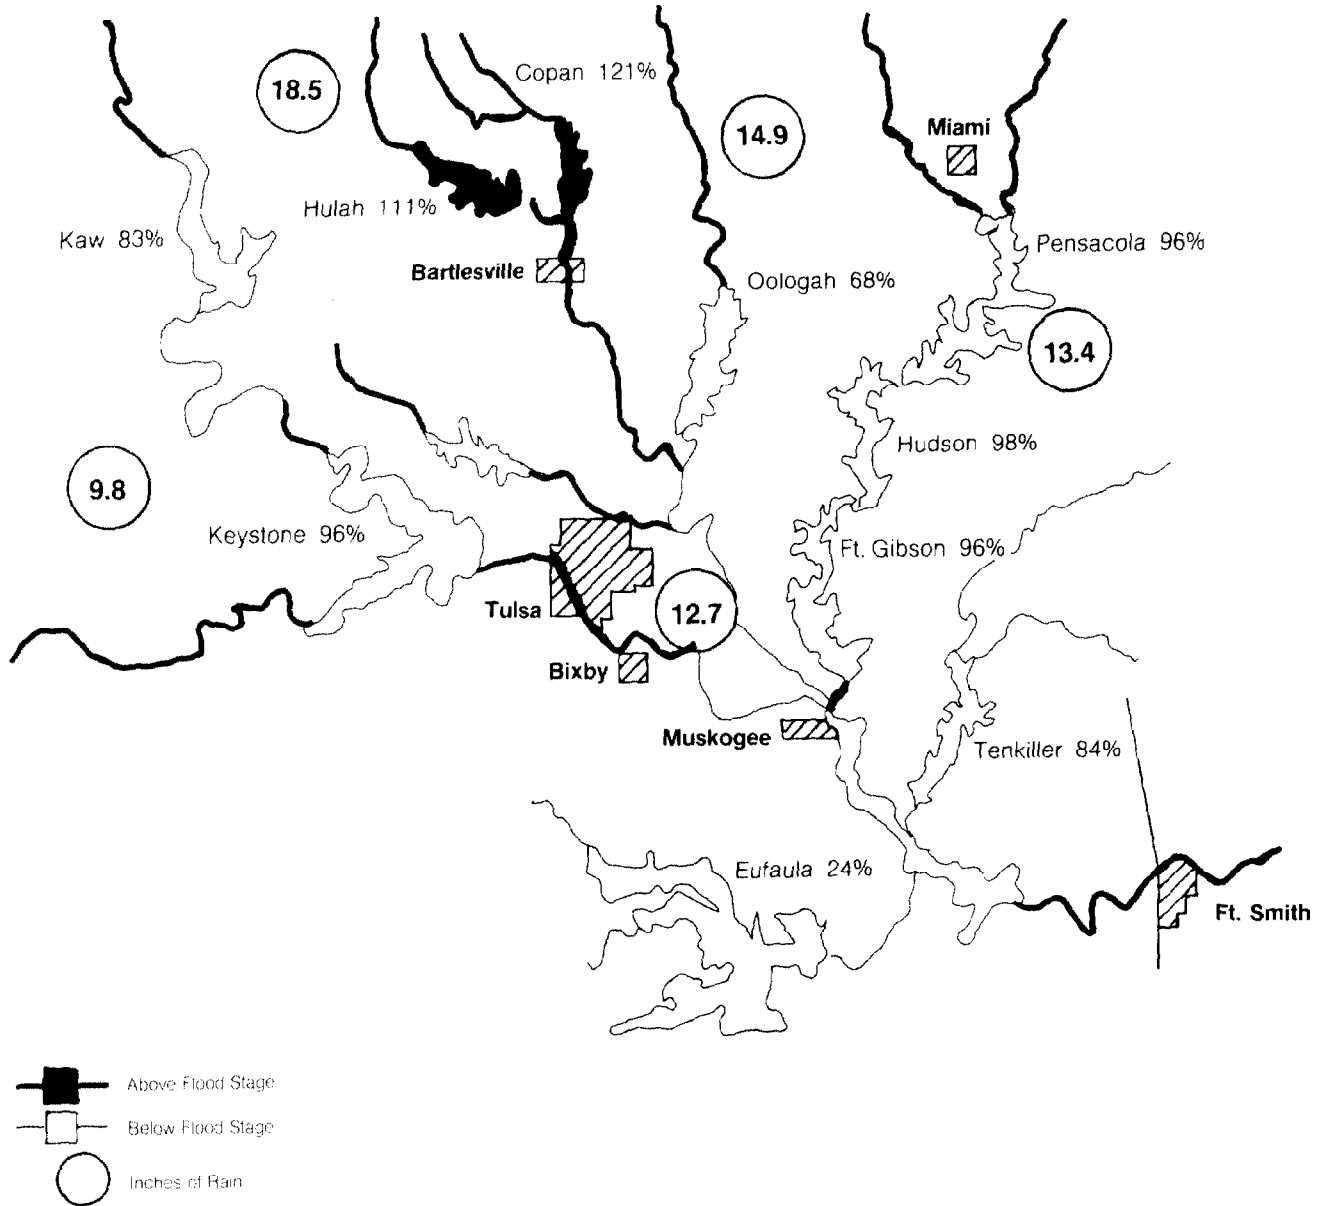 18.5
Copan 121%
14.9
Miami
Hulah 111%
Kaw 83%
Bartlesville
Pensacola 96%
Oologah 68%
13.4
Hudson 98%
9.8
Keystone 96%
Ft. Gibson 96%
Tulsa
12.7
Bixby
Muskogee
Tenkiller 84%
Eufaula 24%
Ft. Smith
Above Flood Stage
Below Flood Stage
Inches of Rain